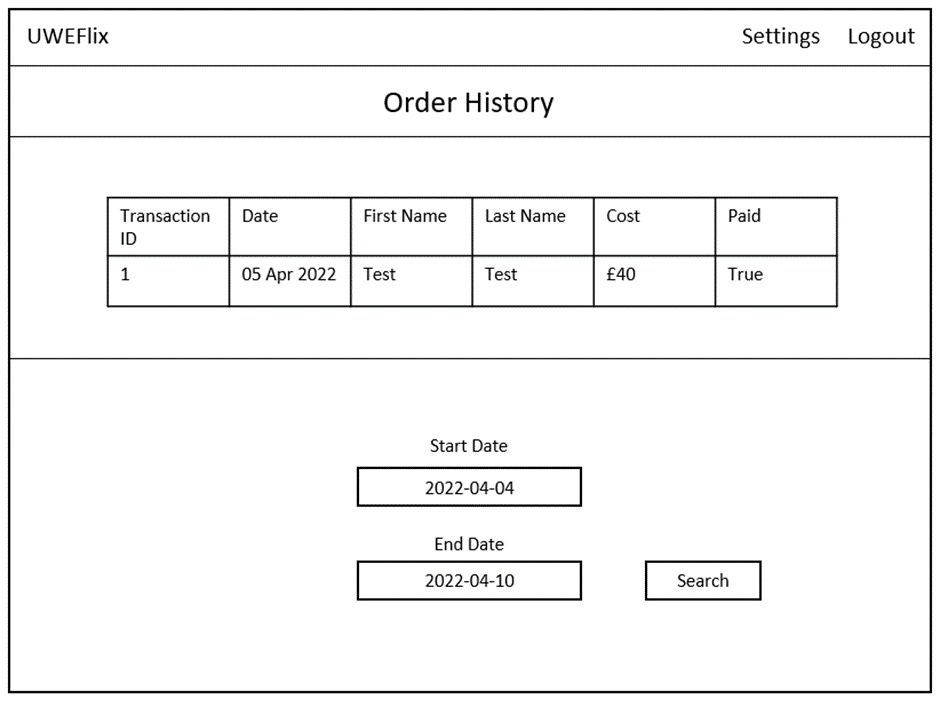 UWEFlix Settings Logout
Order History
Transaction ID Date First Name Last Name Cost Paid
1 05 Apr 2022 Test Test £40 True
Start Date
2022-04-04
End Date
2022-04-10 Search